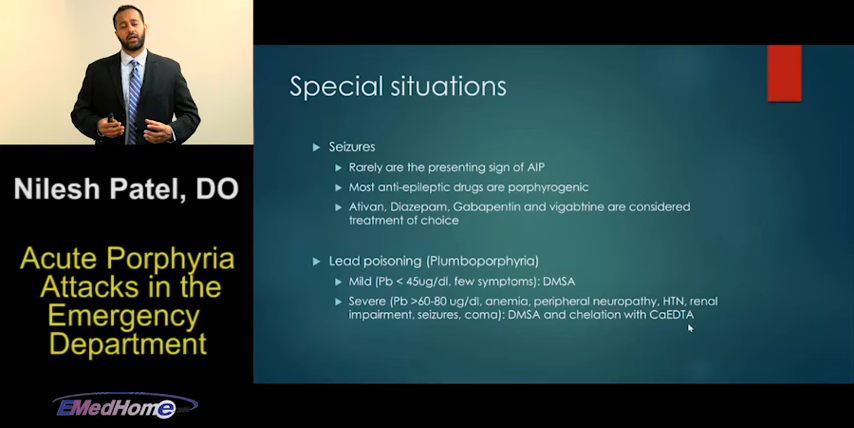 Nilesh Patel, DO
Acute Porphyria
Attacks in the
Emergency
Department
EMedHome
Special situations
Seizures
Rarely are the presenting sign of AIP
Most anti-epileptic drugs are porphyrogenic
Ativan, Diazepam, Gabapentin and vigabtrine are considered
treatment of choice
Lead poisoning (Plumboporphyria)
Mild (Pb < 45ug/dl, few symptoms): DMSA
Severe (Pb >60-80 ug/dl, anemia, peripheral neuropathy, HTN, renal
impairment, seizures, coma): DMSA and chelation with CaEDTA